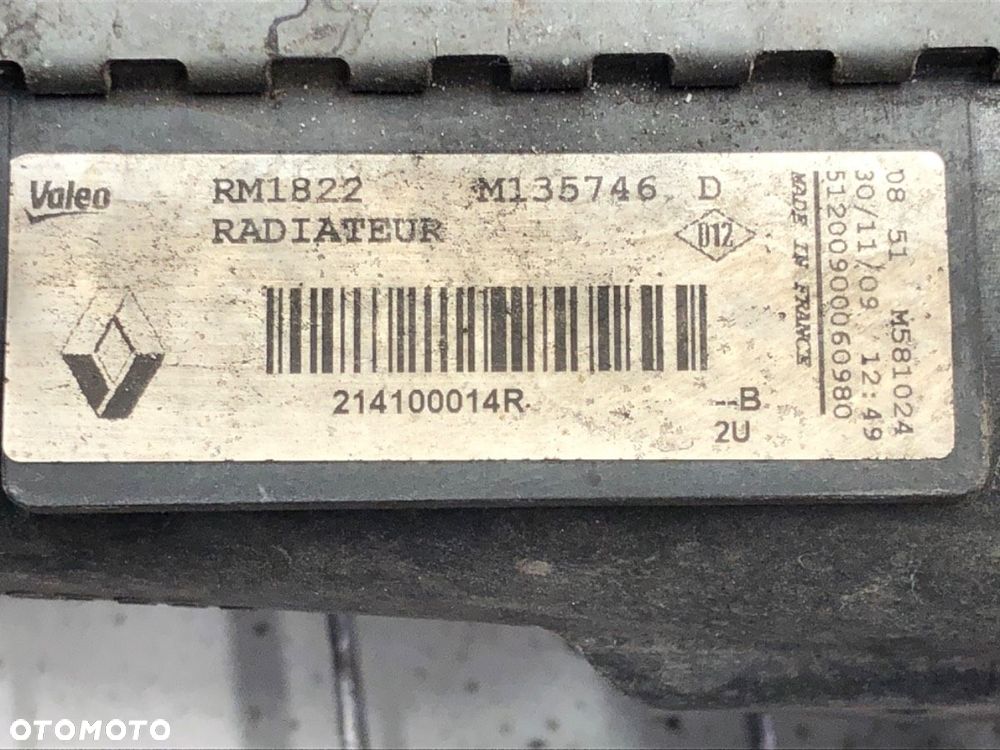 Valeo
RM1822 M135746 D
RADIATEUR
D12
214100014R
--B
2U
08 51 M581024
30/11/09 12:49
5120090060980
MADE IN FRANCE
OTOMOTO